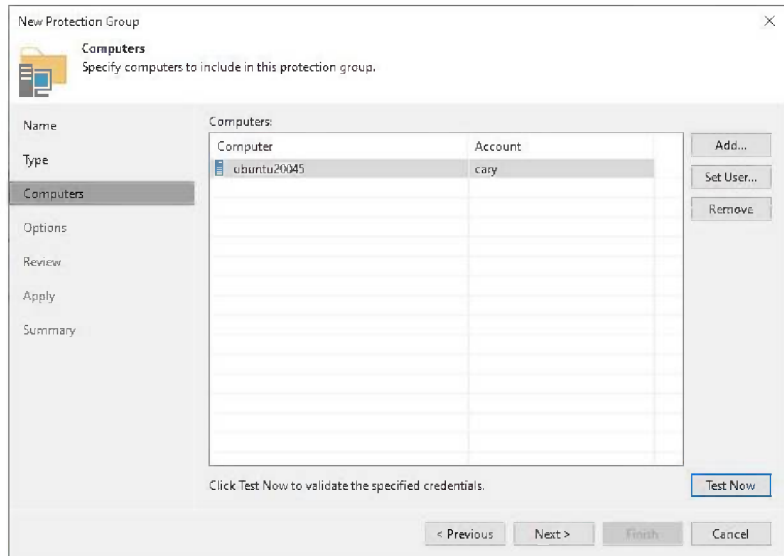 New Protection Group
Computers
Specify computers to include in this protection group.
Name
Type
Computers
Options
Review
Apply
Summary
Computers:
Computer Account
ubuntu20045 cary
Add...
Set User...
Remove
Click Test Now to validate the specified credentials.
Test Now
< Previous Next > Finish Cancel